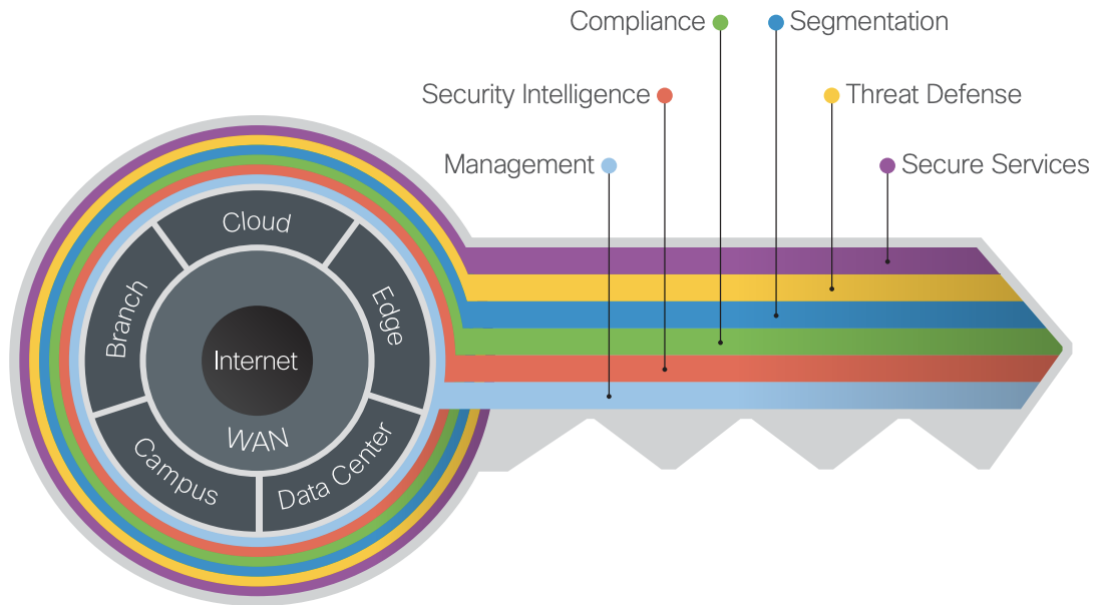 Compliance
Segmentation
Security Intelligence
Threat Defense
Management
Secure Services
Cloud
Branch
Edge
Internet
WAN
Campus
Data Center